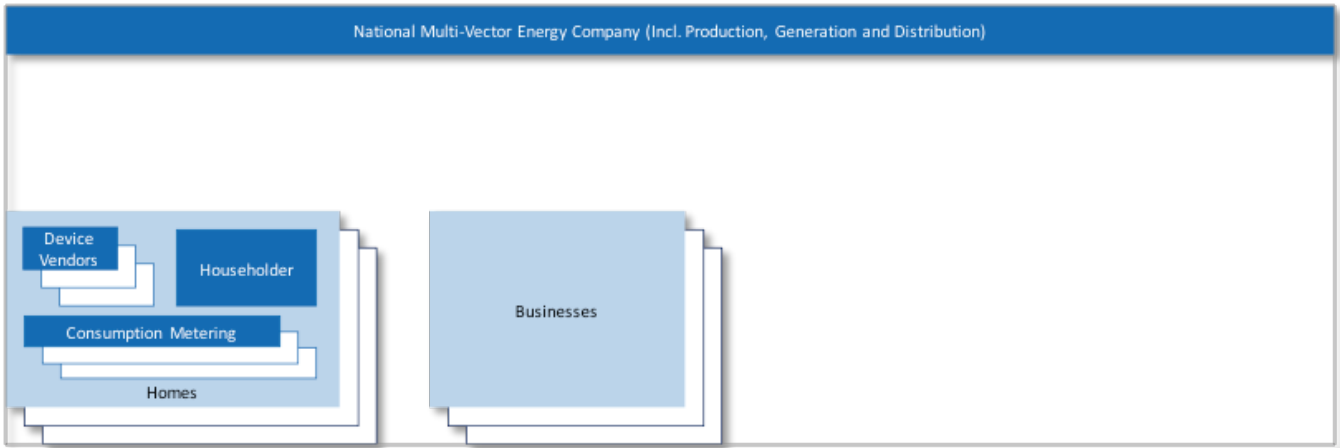 National Multi-Vector Energy Company (Incl. Production, Generation and Distribution)
Device
Vendors
Householder
Consumption Metering
Homes
Businesses